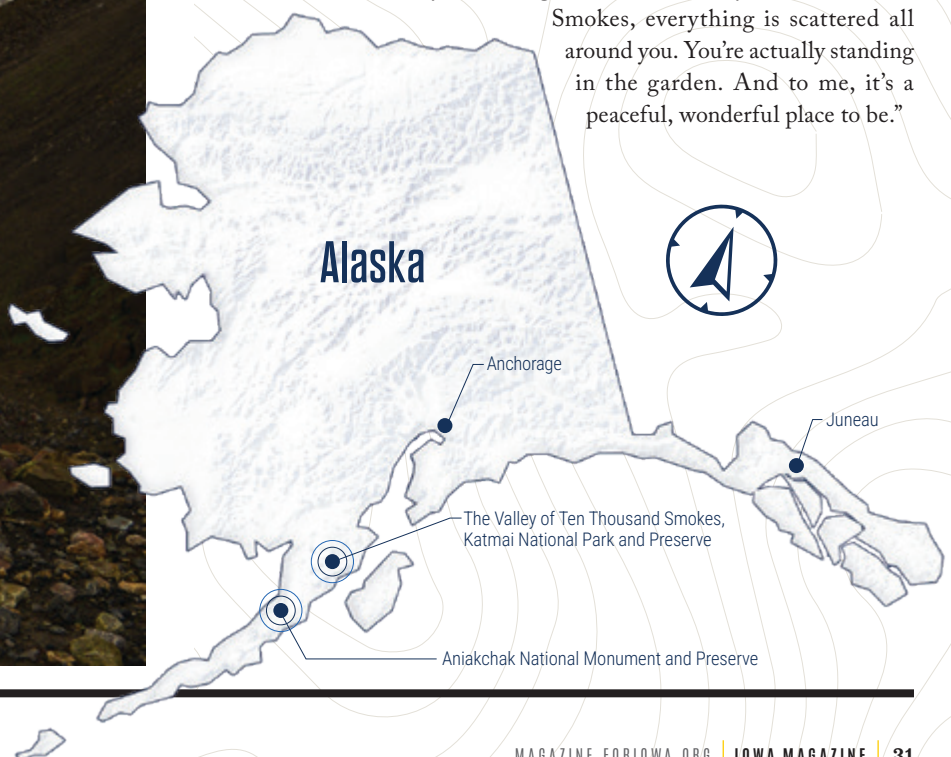 Smokes, everything is scattered all
around you. You’re actually standing
in the garden. And to me, it’s a
peaceful, wonderful place to be.”
Alaska
Anchorage
Juneau
The Valley of Ten Thousand Smokes,
Katmai National Park and Preserve
Aniakchak National Monument and Preserve
MAGAZINE.FORIOWA.ORG | IOWA MAGAZINE | 31